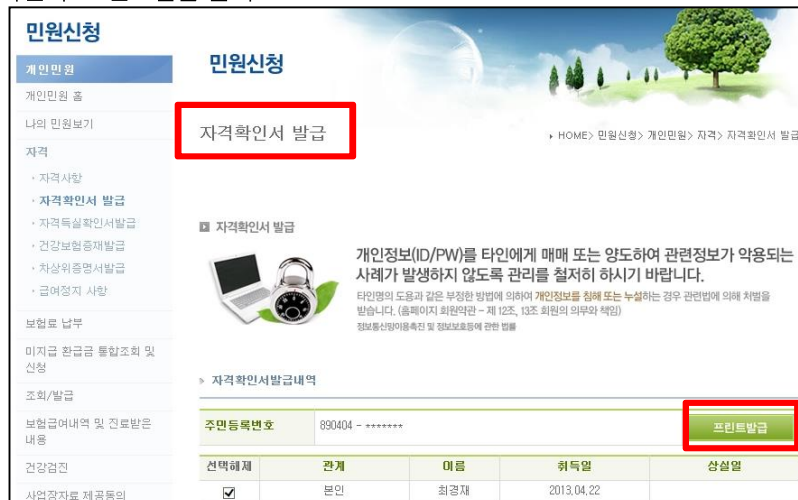 민원신청
개인민원
개인민원 홈
나의 민원보기
자격
· 자격사항
· 자격확인서 발급
· 자격득실확인서발급
· 건강보험증재발급
· 차상위증명서발급
· 급여정지 사항
보험료 납부
미지급 환급금 통합조회 및
신청
조회/발급
보험급여내역 및 진료받은
내용
건강검진
사업장자료 제공동의
민원신청
자격확인서 발급
HOME> 민원신청> 개인민원> 자격> 자격확인서 발급
자격확인서 발급
개인정보(ID/PW)를 타인에게 매매 또는 양도하여 관련정보가 악용되는
사례가 발생하지 않도록 관리를 철저히 하시기 바랍니다.
타인명의 도용과 같은 부정한 방법에 의하여 개인정보를 침해 또는 누설하는 경우 관련법에 의해 처벌을
받습니다. (홈페이지 회원약관 - 제 12조, 13조 회원의 의무와 책임)
정보통신망이용촉진 및 정보보호등에 관한 법률
자격확인서발급내역
주민등록번호 890404 - ******* 프린트발급
선택해제 관계 이름 취득일 상실일
본인 최경재 2013.04.22